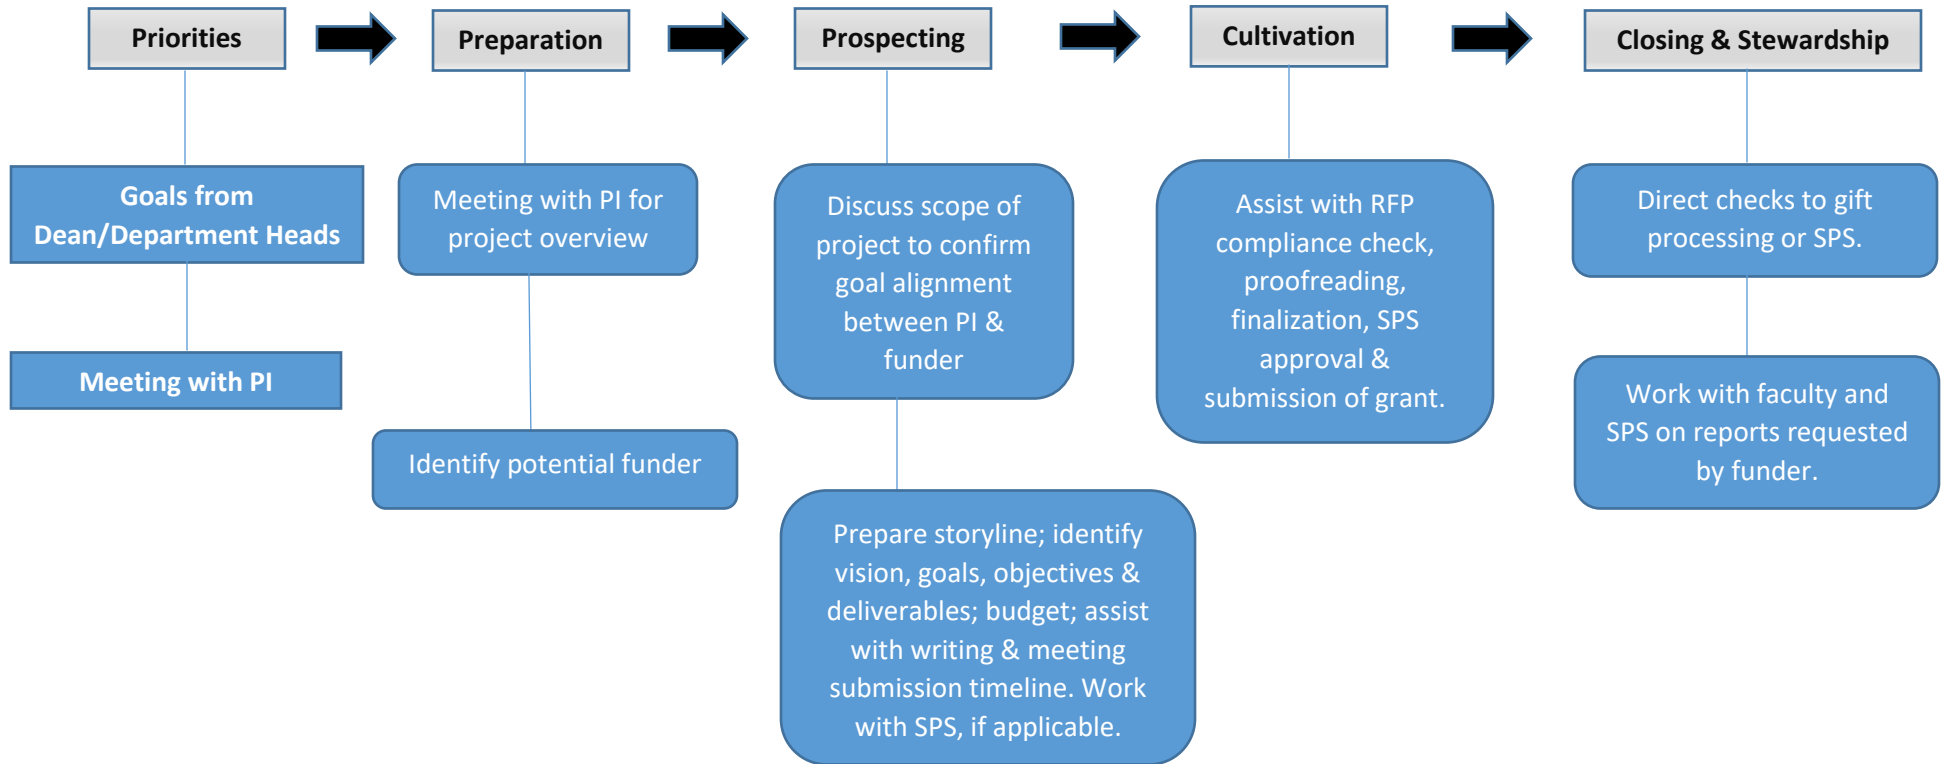 Priorities
Preparation
Prospecting
Cultivation
Closing & Stewardship
Goals from
Dean/Department Heads
Meeting with PI
Meeting with PI for
project overview
Identify potential funder
Discuss scope of
project to confirm
goal alignment
between PI &
funder
Prepare storyline; identify
vision, goals, objectives &
deliverables; budget; assist
with writing & meeting
submission timeline. Work
with SPS, if applicable.
Assist with RFP
compliance check,
proofreading,
finalization, SPS
approval &
submission of grant.
Direct checks to gift
processing or SPS.
Work with faculty and
SPS on reports requested
by funder.